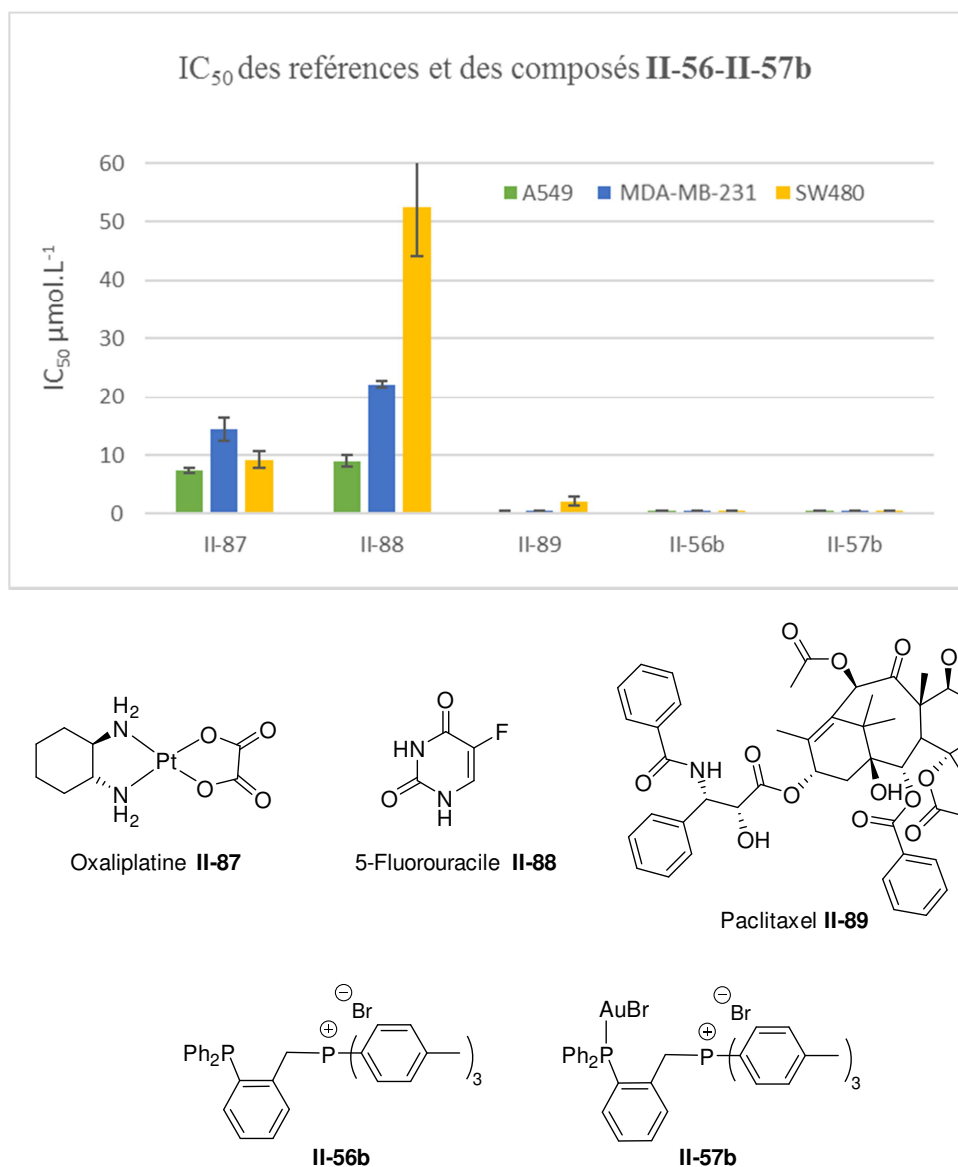 IC₅₀ des reférences et des composés II-56-II-57b
A549 MDA-MB-231 SW480
IC₅₀ µmol.L⁻¹
60
50
40
30
20
10
0
II-87 II-88 II-89 II-56b II-57b
H₂
N
Pt
O
O
O
O
N
H₂
Oxaliplatine II-87
O
F
HN
O
N
H
5-Fluorouracile II-88
O
O
O
O
O
NH
O
O
OH
OH
O
O
O
O
Paclitaxel II-89
Ph₂P
P
⊕
⊖
Br
( )₃
II-56b
AuBr
Ph₂P
P
⊕
⊖
Br
( )₃
II-57b